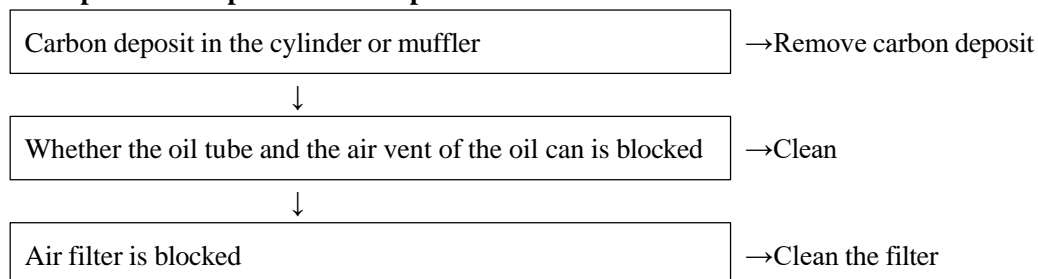 Carbon deposit in the cylinder or muffler →Remove carbon deposit
↓
Whether the oil tube and the air vent of the oil can is blocked →Clean
↓
Air filter is blocked →Clean the filter